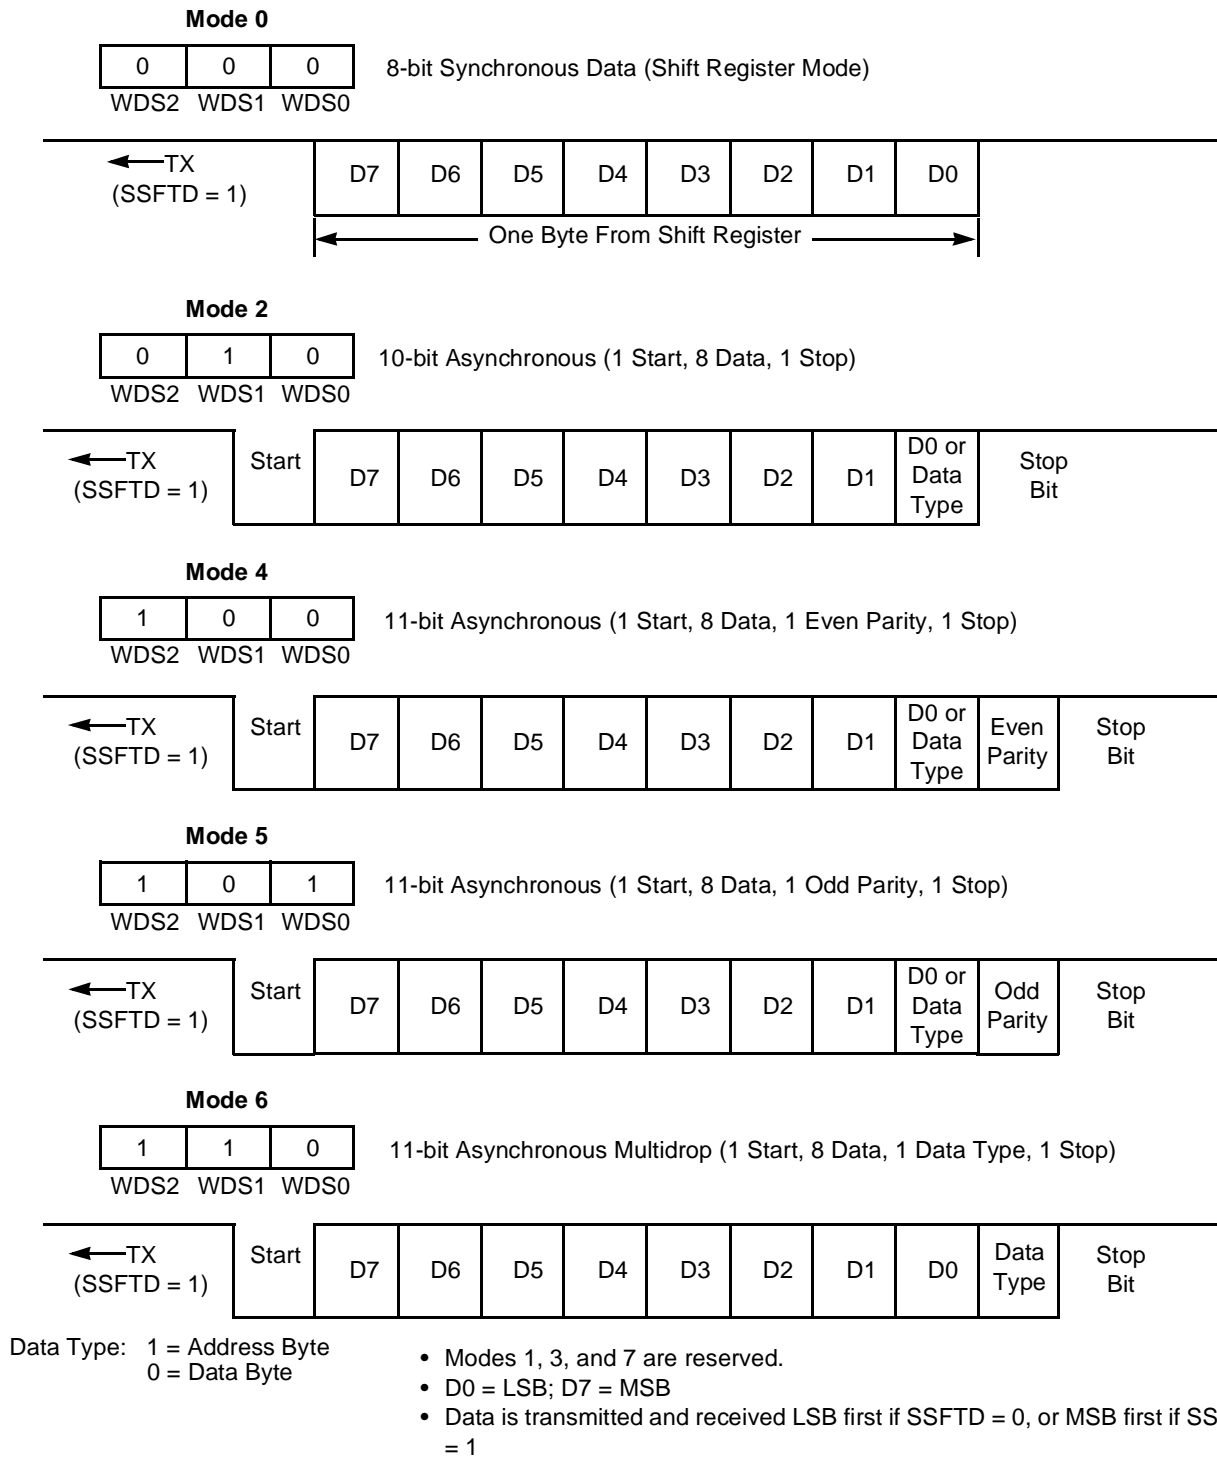 Mode 0
0 0 0 8-bit Synchronous Data (Shift Register Mode)
WDS2 WDS1 WDS0
TX D7 D6 D5 D4 D3 D2 D1 D0
(SSFTD = 1)
One Byte From Shift Register
Mode 2
0 1 0 10-bit Asynchronous (1 Start, 8 Data, 1 Stop)
WDS2 WDS1 WDS0
TX
(SSFTD = 1)
Start D7 D6 D5 D4 D3 D2 D1
D0 or
Data
Type
Stop
Bit
Mode 4
1 0 0 11-bit Asynchronous (1 Start, 8 Data, 1 Even Parity, 1 Stop)
WDS2 WDS1 WDS0
TX
(SSFTD = 1)
Start D7 D6 D5 D4 D3 D2 D1
D0 or
Data
Type
Even
Parity
Stop
Bit
Mode 5
1 0 1 11-bit Asynchronous (1 Start, 8 Data, 1 Odd Parity, 1 Stop)
WDS2 WDS1 WDS0
TX
(SSFTD = 1)
Start D7 D6 D5 D4 D3 D2 D1
D0 or
Data
Type
Odd
Parity
Stop
Bit
Mode 6
1 1 0 11-bit Asynchronous Multidrop (1 Start, 8 Data, 1 Data Type, 1 Stop)
WDS2 WDS1 WDS0
TX
(SSFTD = 1)
Start D7 D6 D5 D4 D3 D2 D1 D0
Data
Type
Stop
Bit
Data Type: 1 = Address Byte
0 = Data Byte
• Modes 1, 3, and 7 are reserved.
• D0 = LSB; D7 = MSB
• Data is transmitted and received LSB first if SSFTD = 0, or MSB first if SS
= 1